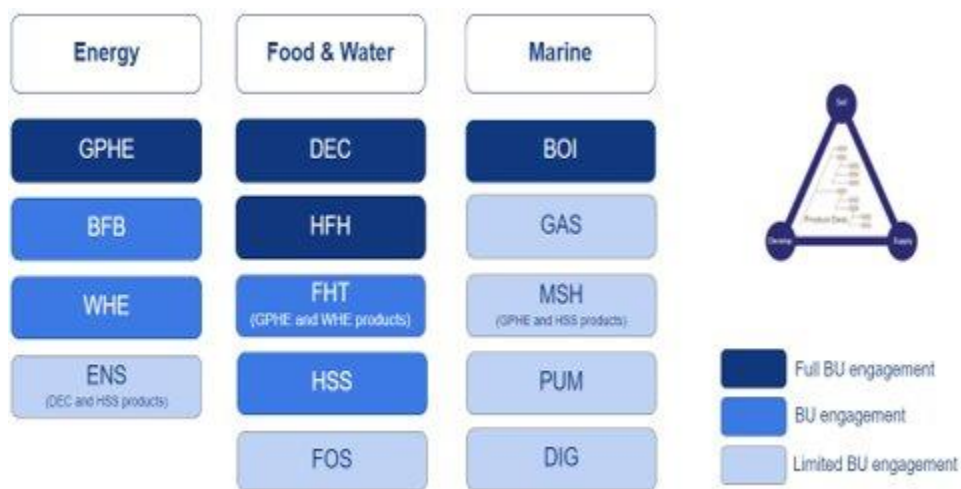 Energy
Food & Water
Marine
GPHE
DEC
BOI
BFB
HFH
GAS
WHE
FHT
(GPHE and WHE products)
MSH
(GPHE and HSS products)
ENS
(DEC and HSS products)
HSS
PUM
FOS
DIG
Sell
Product Data
Develop
Supply
Full BU engagement
BU engagement
Limited BU engagement